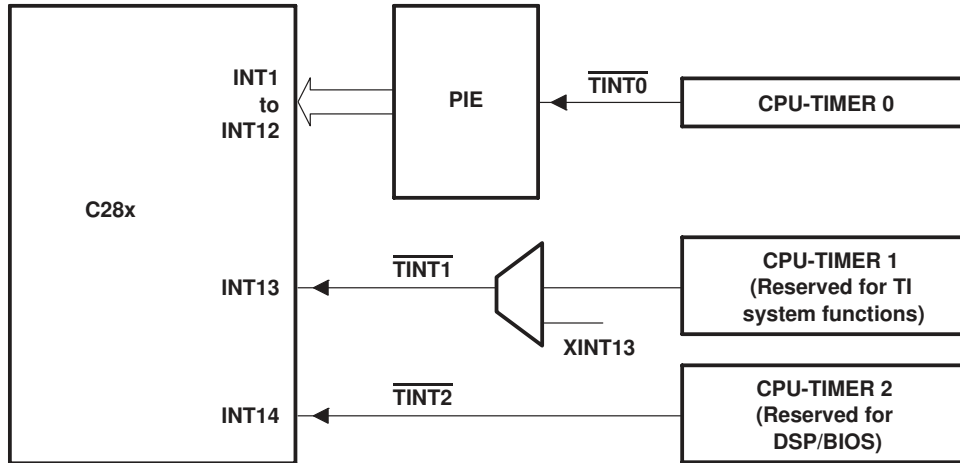 INT1
to
INT12
PIE
TINT0
CPU-TIMER 0
C28x
INT13
TINT1
CPU-TIMER 1
(Reserved for TI
system functions)
XINT13
INT14
TINT2
CPU-TIMER 2
(Reserved for
DSP/BIOS)